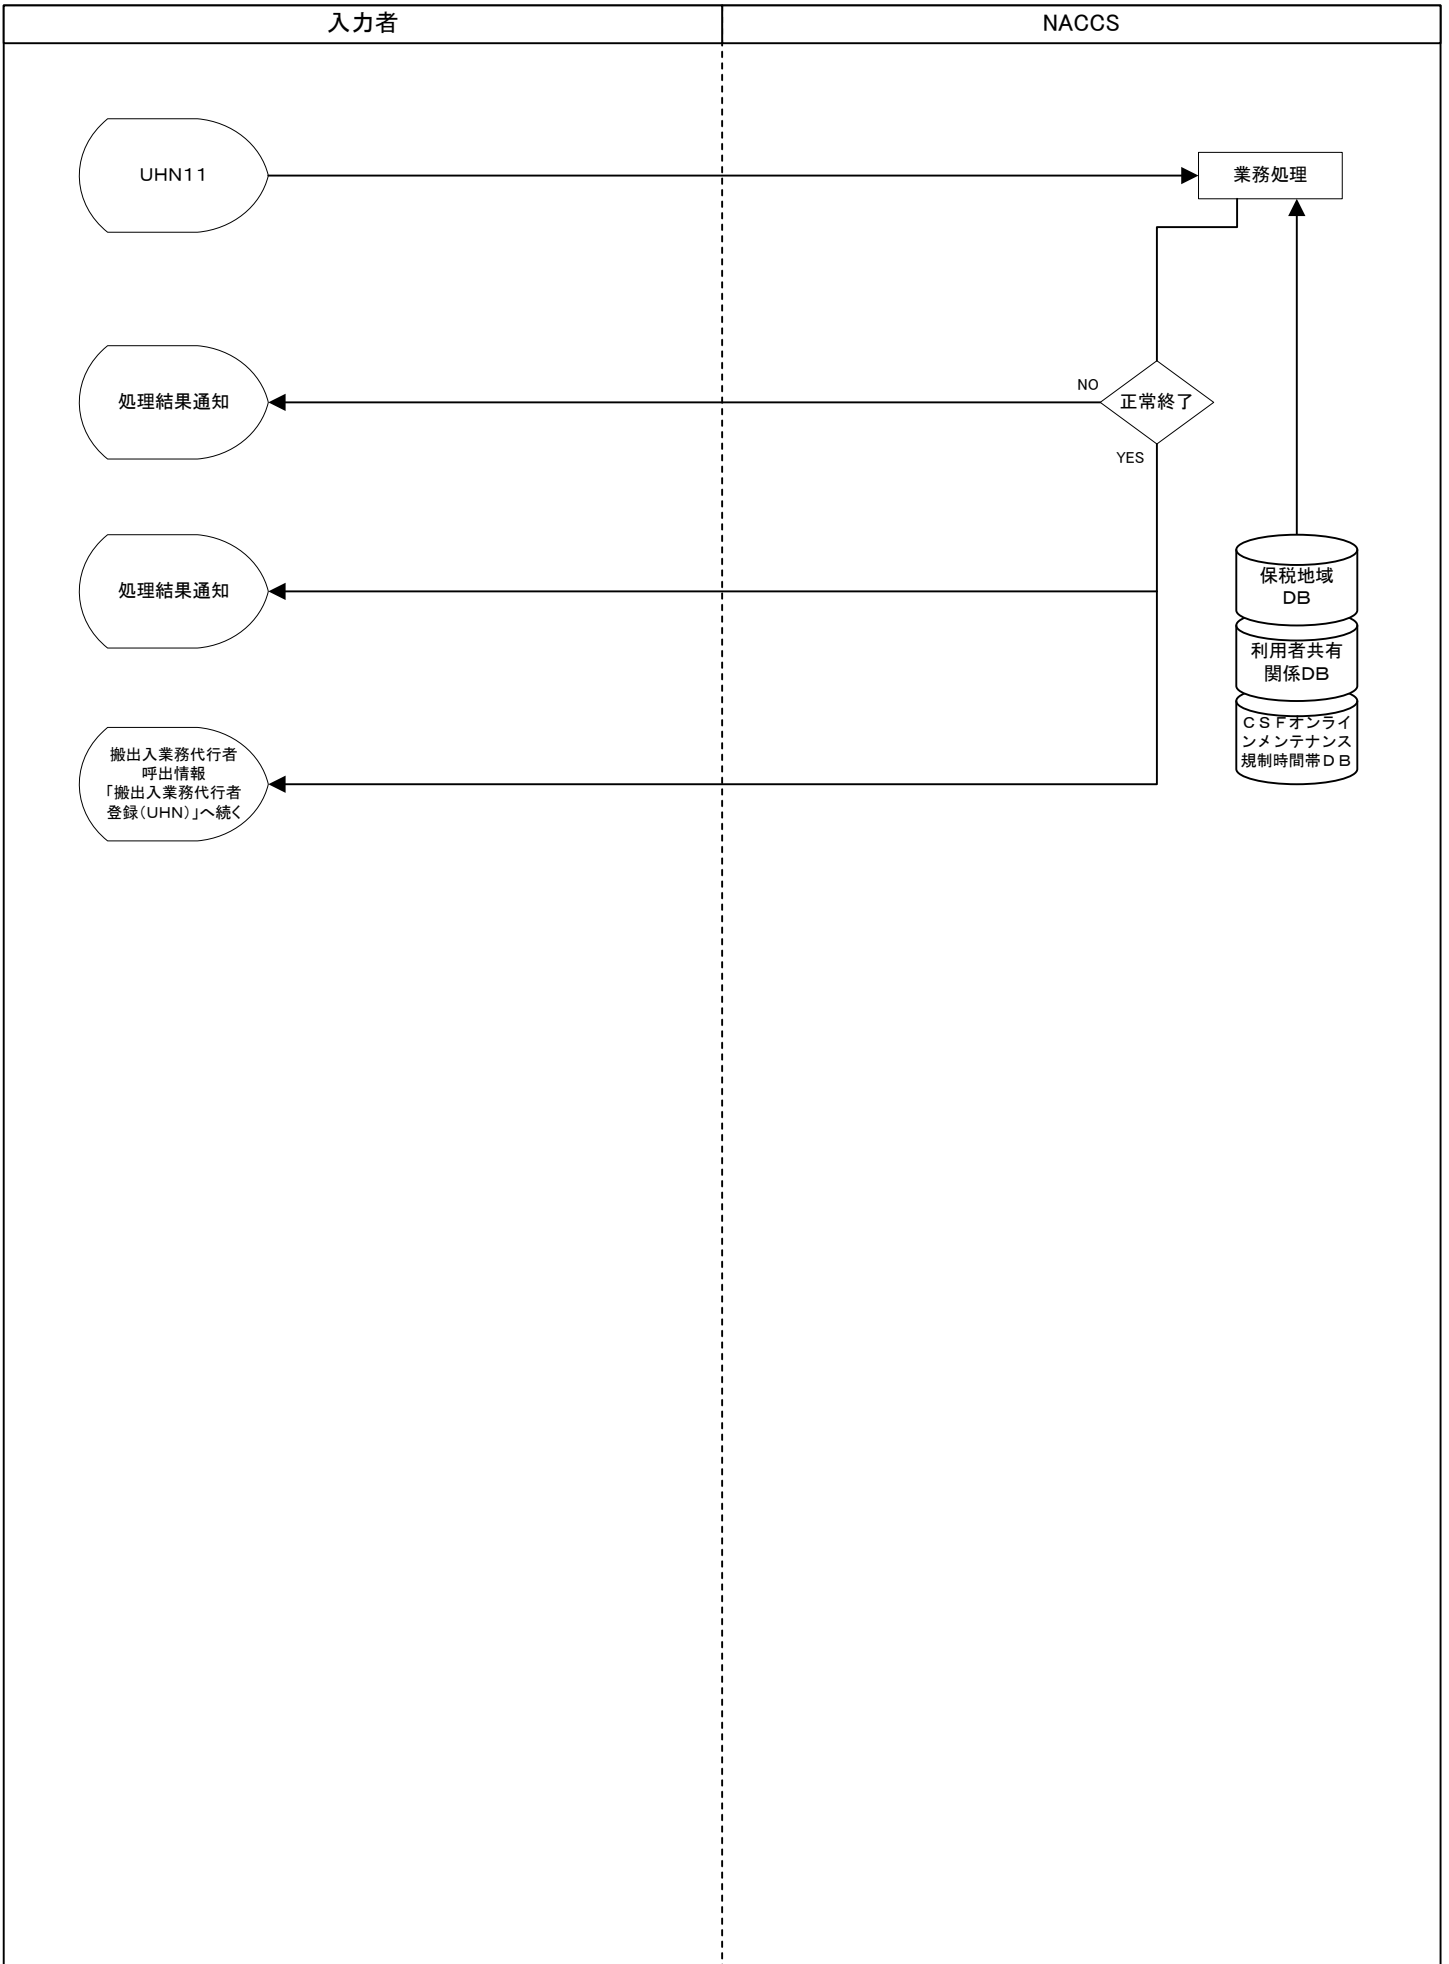 入力者
NACCS
UHN11
業務処理
NO
正常終了
処理結果通知
YES
処理結果通知
保税地域
DB
利用者共有
関係DB
CSFオンライ
ンメンテナンス
規制時間帯DB
搬出入業務代行者
呼出情報
「搬出入業務代行者
登録(UHN)」へ続く